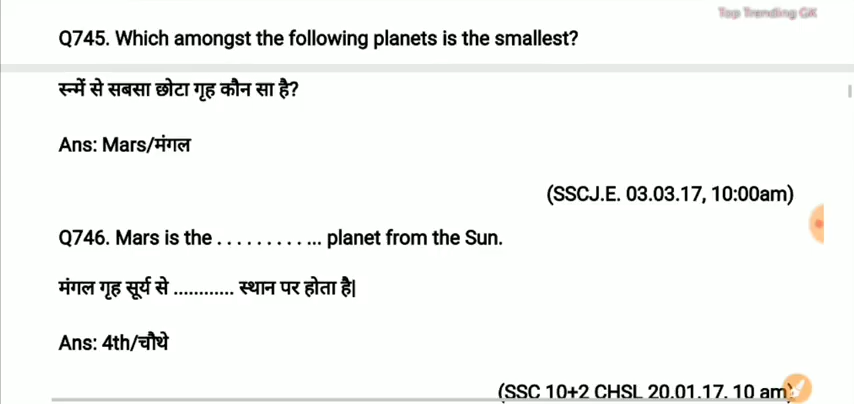 Top Trending GK
Q745. Which amongst the following planets is the smallest?
स्न्में से सबसा छोटा गृह कौन सा है?
Ans: Mars/मंगल
(SSCJ.E. 03.03.17, 10:00am)
Q746. Mars is the . . . . . . . . . . ... planet from the Sun.
मंगल गृह सूर्य से ............ स्थान पर होता है|
Ans: 4th/चौथे
(SSC 10+2 CHSL 20.01.17. 10 am)